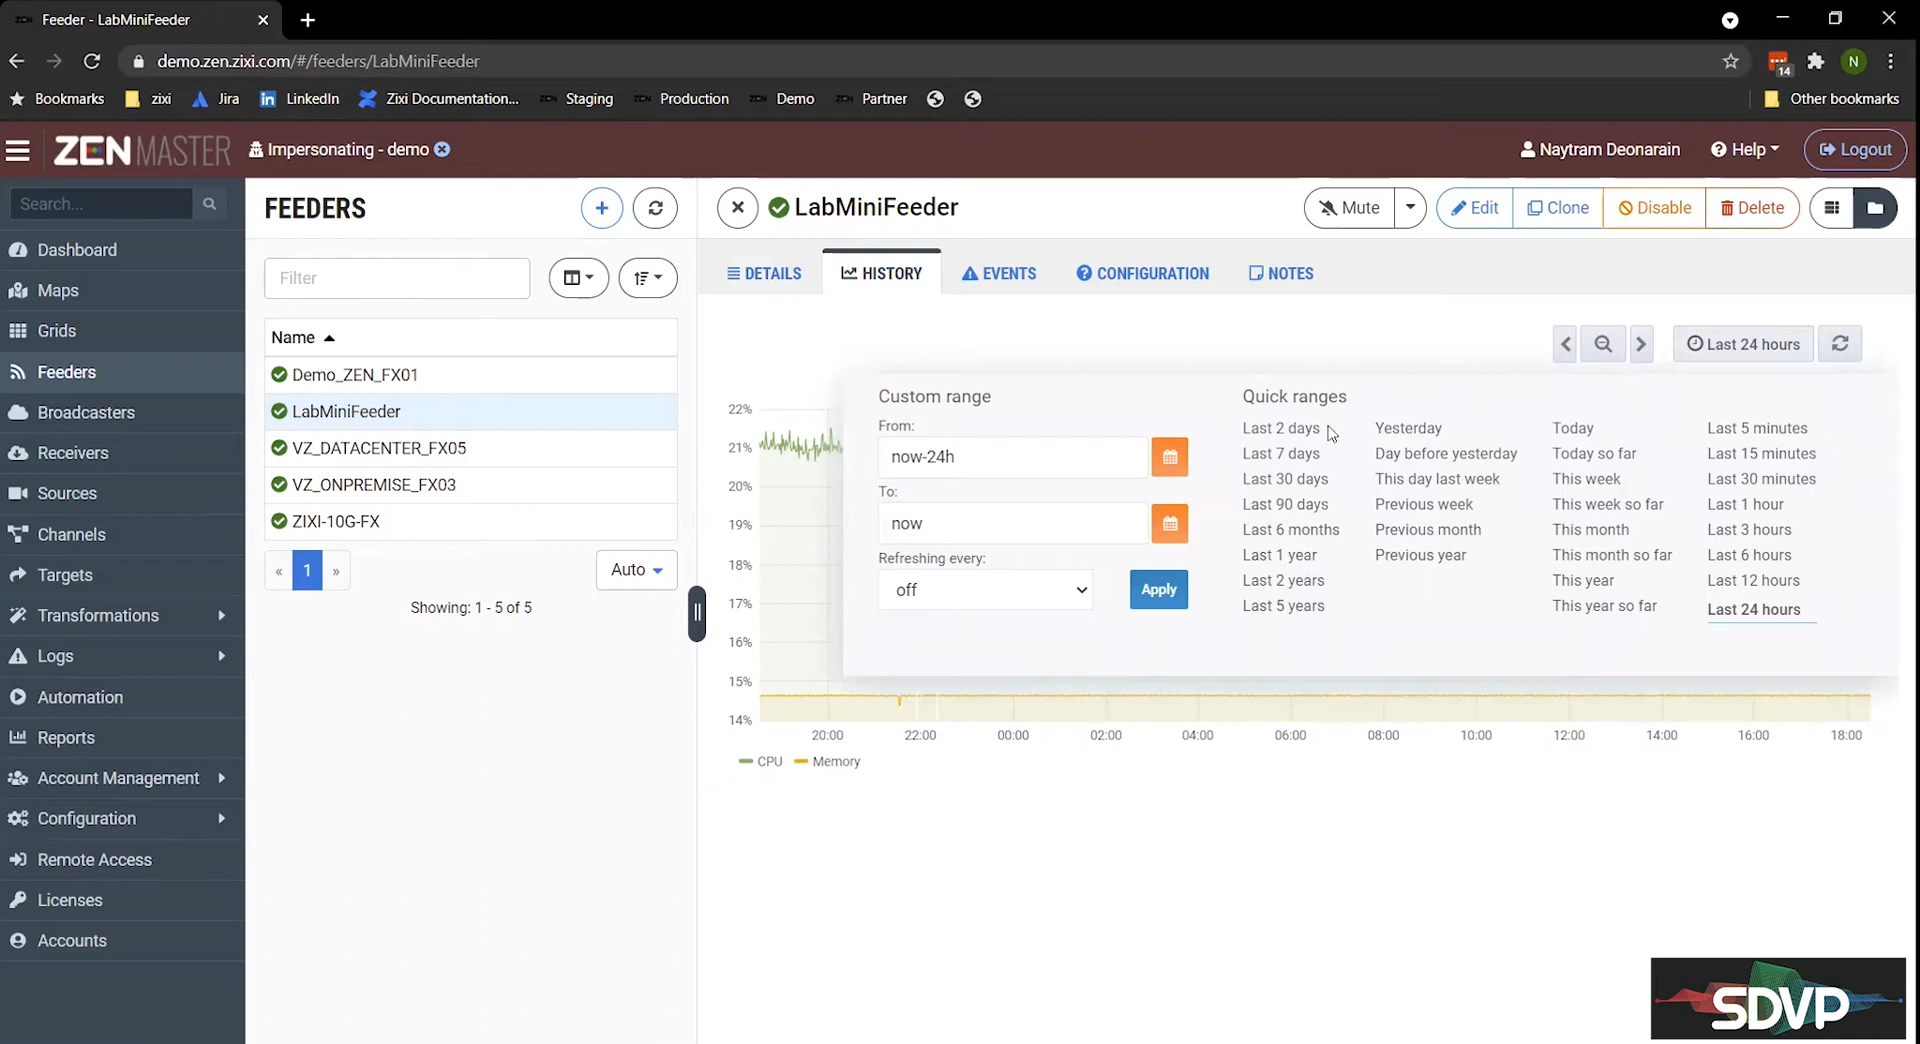 Feeder - LabMiniFeeder
demo.zen.zixi.com/#/feeders/LabMiniFeeder
14
N
Bookmarks zixi Jira LinkedIn Zixi Documentation... Staging Production Demo Partner Other bookmarks
ZEN MASTER Impersonating - demo Naytram Deonarain Help Logout
Search...
Dashboard
Maps
Grids
Feeders
Broadcasters
Receivers
Sources
Channels
Targets
Transformations
Logs
Automation
Reports
Account Management
Configuration
Remote Access
Licenses
Accounts
FEEDERS
Filter
Name
Demo_ZEN_FX01
LabMiniFeeder
VZ_DATACENTER_FX05
VZ_ONPREMISE_FX03
ZIXI-10G-FX
« 1 » Auto
Showing: 1 - 5 of 5
LabMiniFeeder
Mute Edit Clone Disable Delete
DETAILS HISTORY EVENTS CONFIGURATION NOTES
Last 24 hours
Custom range
From:
now-24h
To:
now
Refreshing every:
off Apply
Quick ranges
Last 2 days Yesterday Today Last 5 minutes
Last 7 days Day before yesterday Today so far Last 15 minutes
Last 30 days This day last week This week Last 30 minutes
Last 90 days Previous week This week so far Last 1 hour
Last 6 months Previous month This month Last 3 hours
Last 1 year Previous year This month so far Last 6 hours
Last 2 years This year Last 12 hours
Last 5 years This year so far Last 24 hours
22%
21%
20%
19%
18%
17%
16%
15%
14%
20:00 22:00 00:00 02:00 04:00 06:00 08:00 10:00 12:00 14:00 16:00 18:00
CPU Memory
SDVP